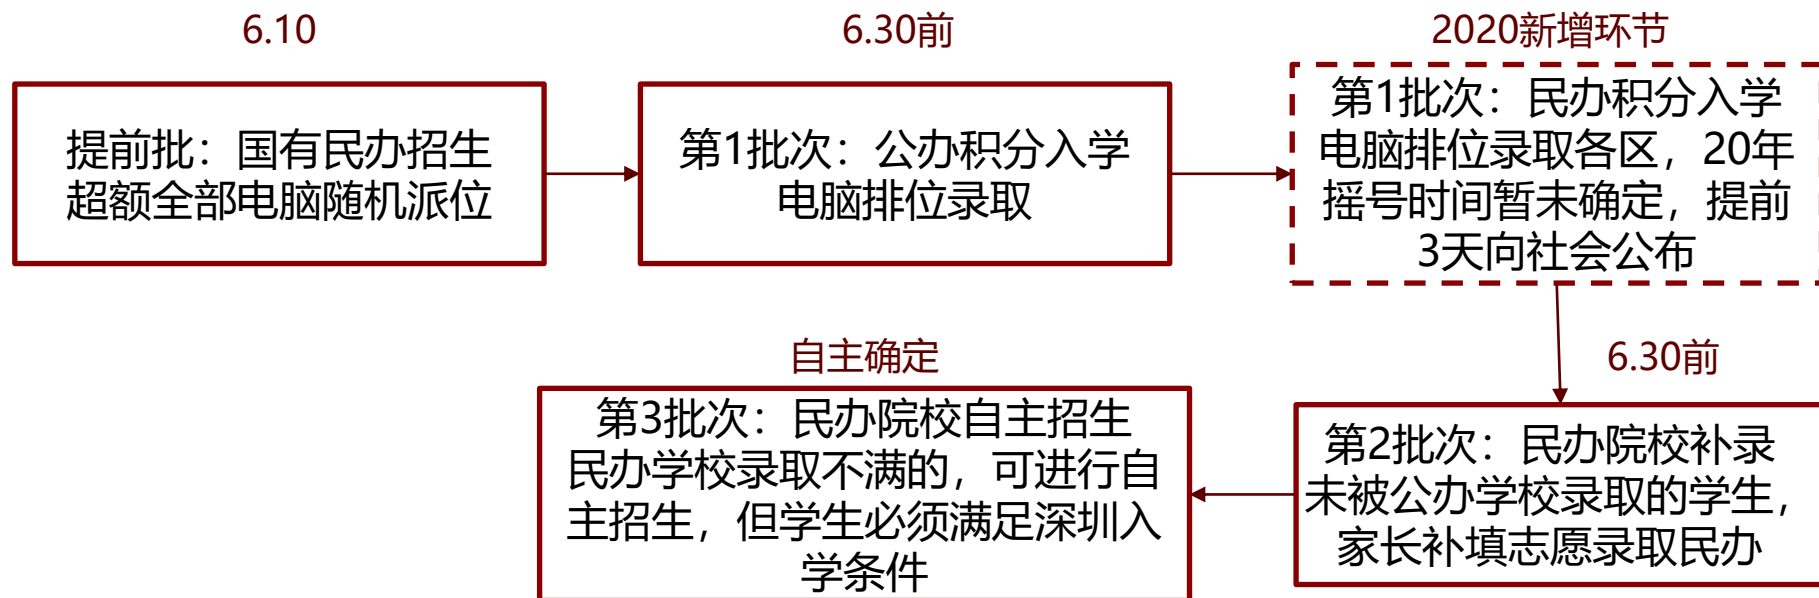 6.10
提前批：国有民办招生
超额全部电脑随机派位
6.30前
第1批次：公办积分入学
电脑排位录取
2020新增环节
第1批次：民办积分入学
电脑排位录取各区，20年
摇号时间暂未确定，提前
3天向社会公布
6.30前
第2批次：民办院校补录
未被公办学校录取的学生，
家长补填志愿录取民办
自主确定
第3批次：民办院校自主招生
民办学校录取不满的，可进行自
主招生，但学生必须满足深圳入
学条件